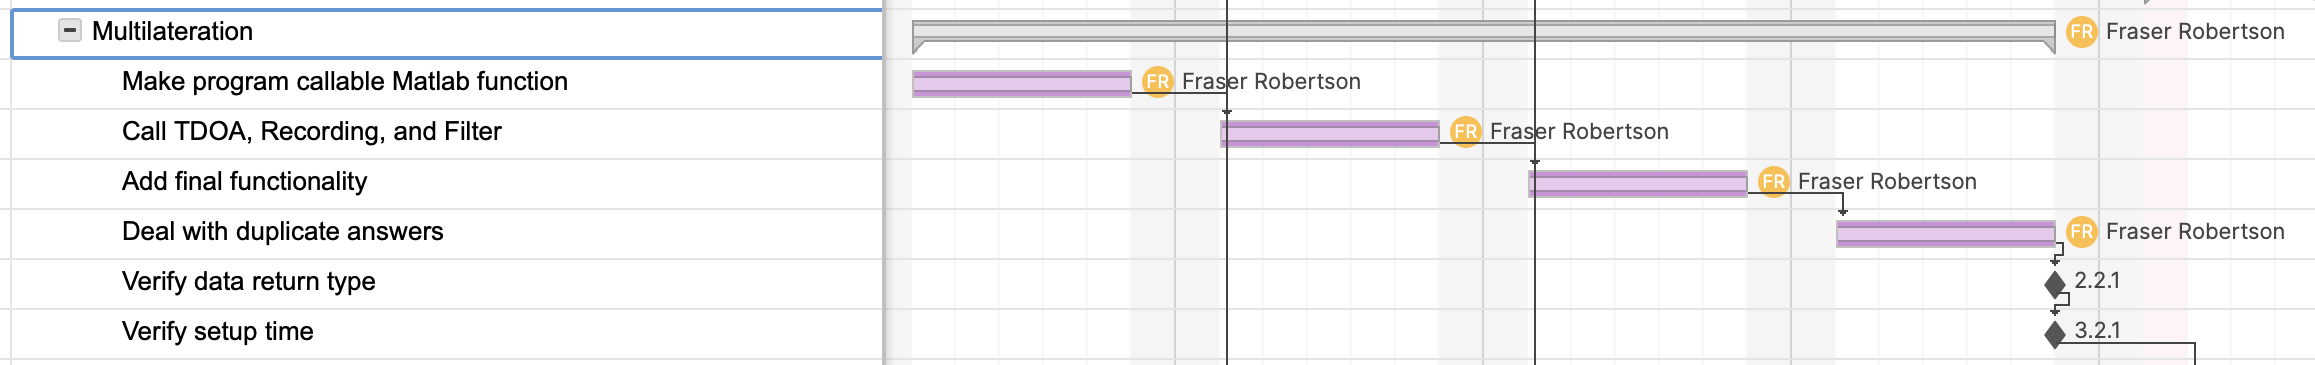 Multilateration FR Fraser Robertson
Make program callable Matlab function FR Fraser Robertson
Call TDOA, Recording, and Filter FR Fraser Robertson
Add final functionality FR Fraser Robertson
Deal with duplicate answers FR Fraser Robertson
Verify data return type 2.2.1
Verify setup time 3.2.1